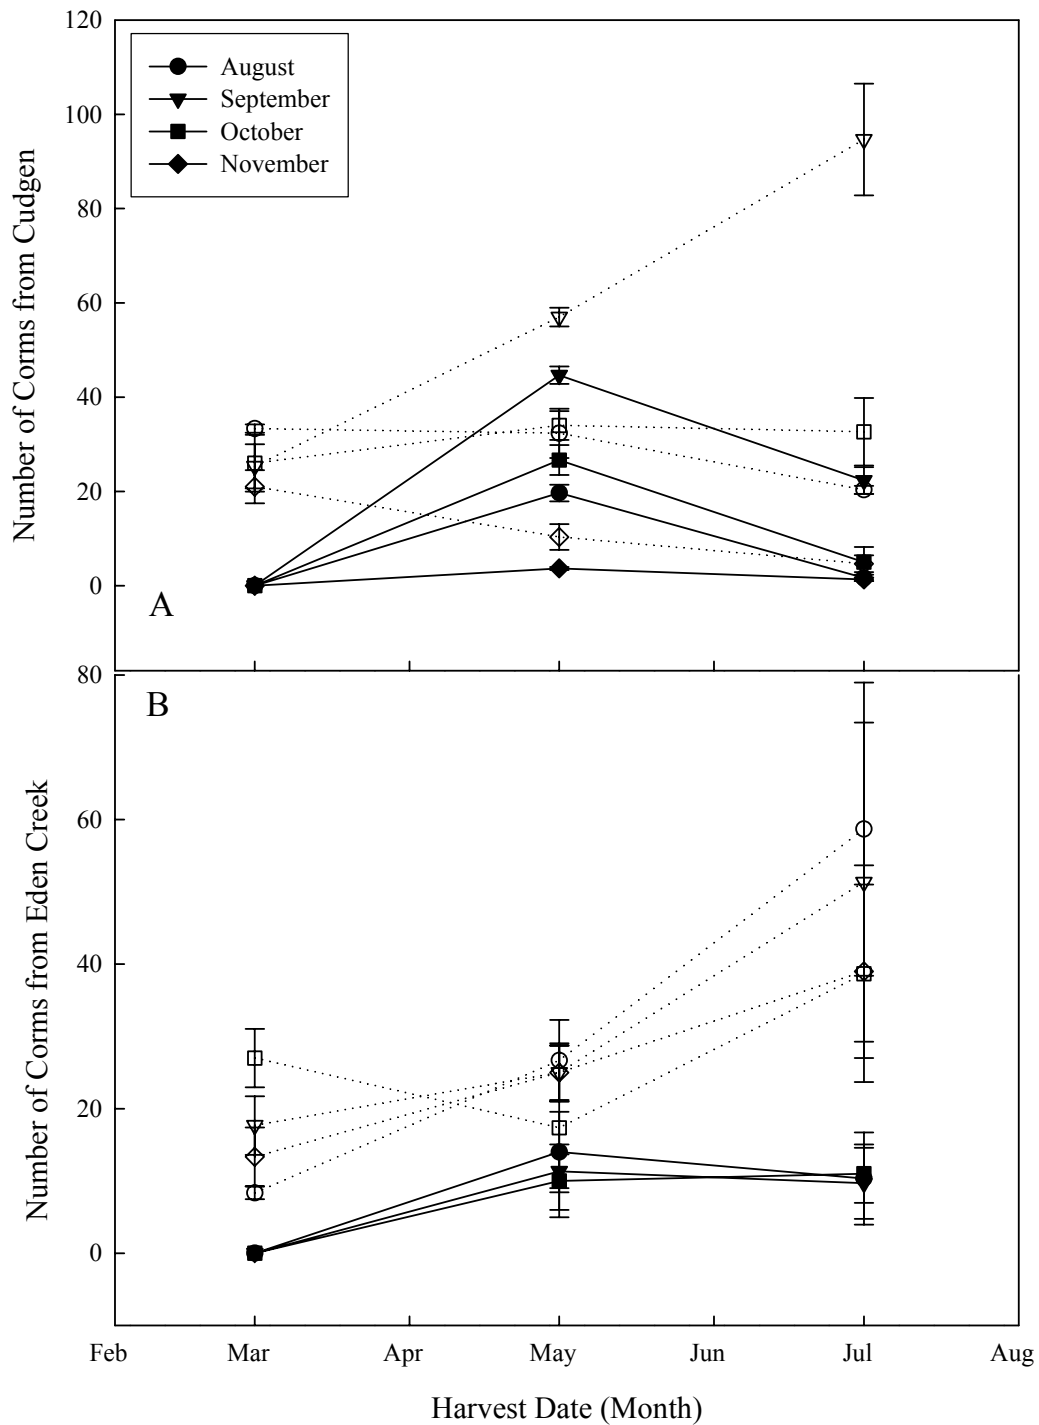 120
100
80
60
40
20
0
Number of Corms from Cudgen
August
September
October
November
A
80
60
40
20
0
Number of Corms from Eden Creek
B
Feb Mar Apr May Jun Jul Aug
Harvest Date (Month)